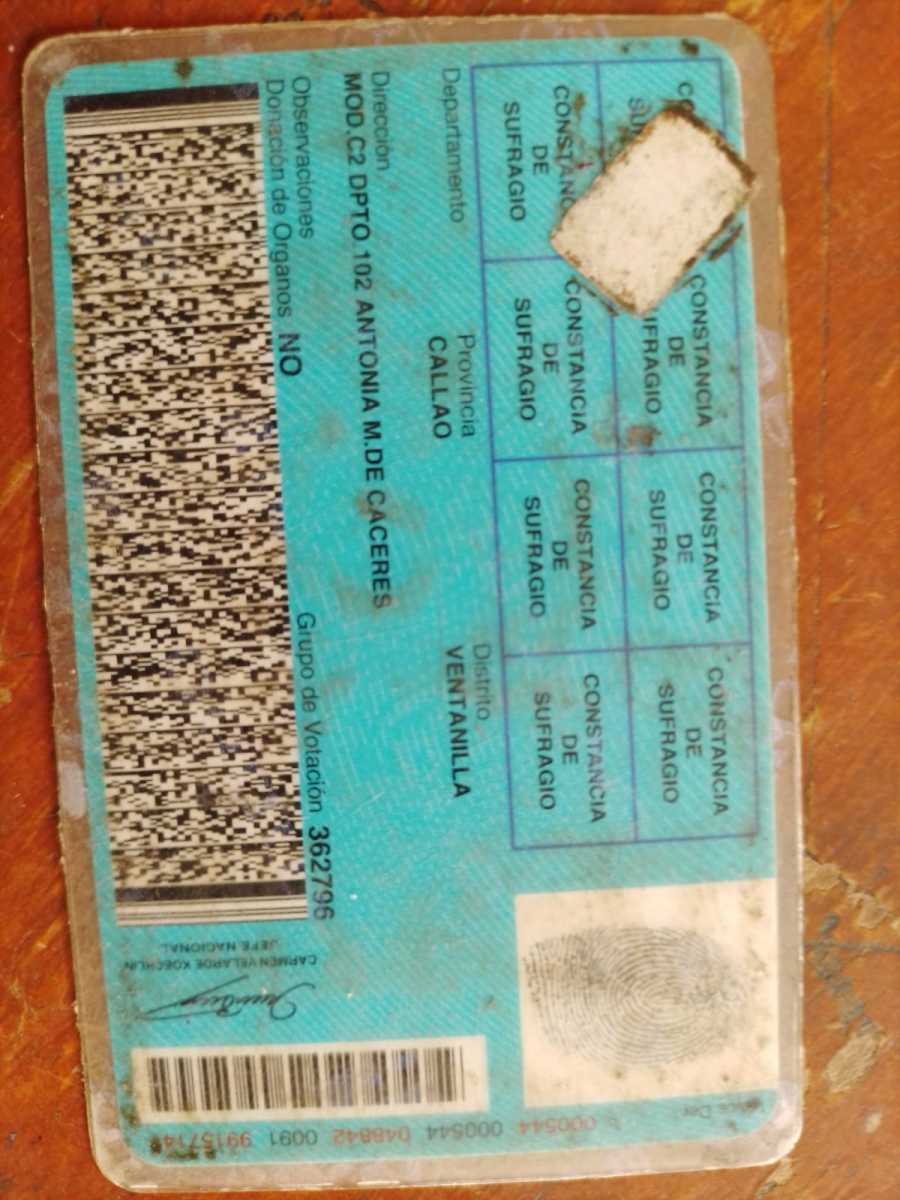 CONSTANCIA
DE
SUFRAGIO
CONSTANCIA
DE
SUFRAGIO
CONSTANCIA
DE
SUFRAGIO
CONSTANCIA
DE
SUFRAGIO
CONSTANCIA
DE
SUFRAGIO
CONSTANCIA
DE
SUFRAGIO
CONSTANCIA
DE
SUFRAGIO
Departamento Provincia Distrito
CALLAO VENTANILLA
Dirección
MOD.C2 DPTO 102 ANTONIA M.DE CACERES
Observaciones
Donación de Organos NO Grupo de Votación 362796
CARMEN VELARDE KOECHLIN
JEFE NACIONAL
000544 000544 048842 0091